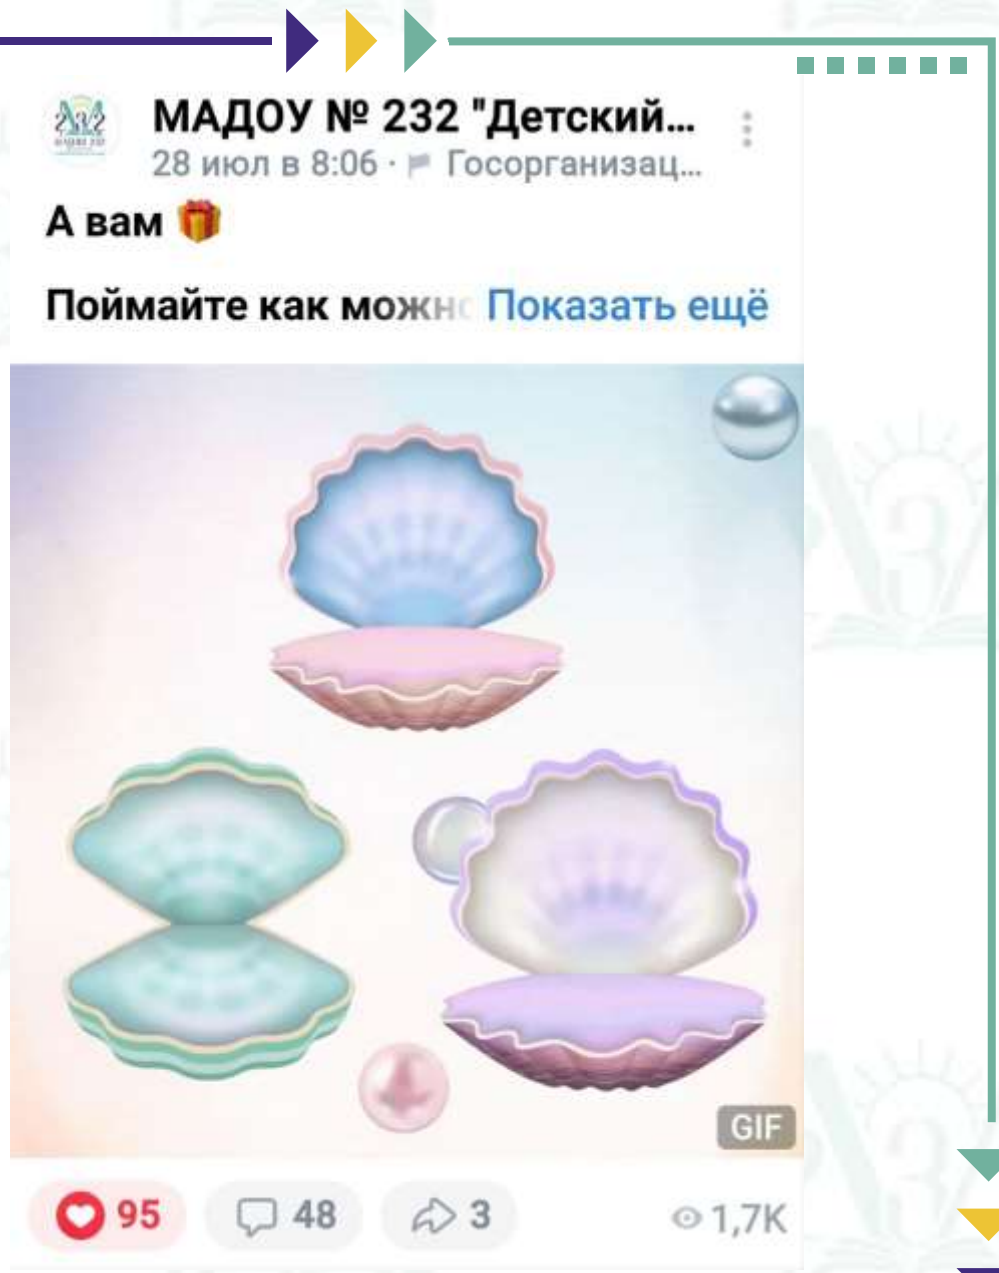 МАДОУ № 232 "Детский...
28 июл в 8:06 · Госорганизац...
А вам 🎁
Поймайте как можно Показать ещё
GIF
95 48 3 1,7K